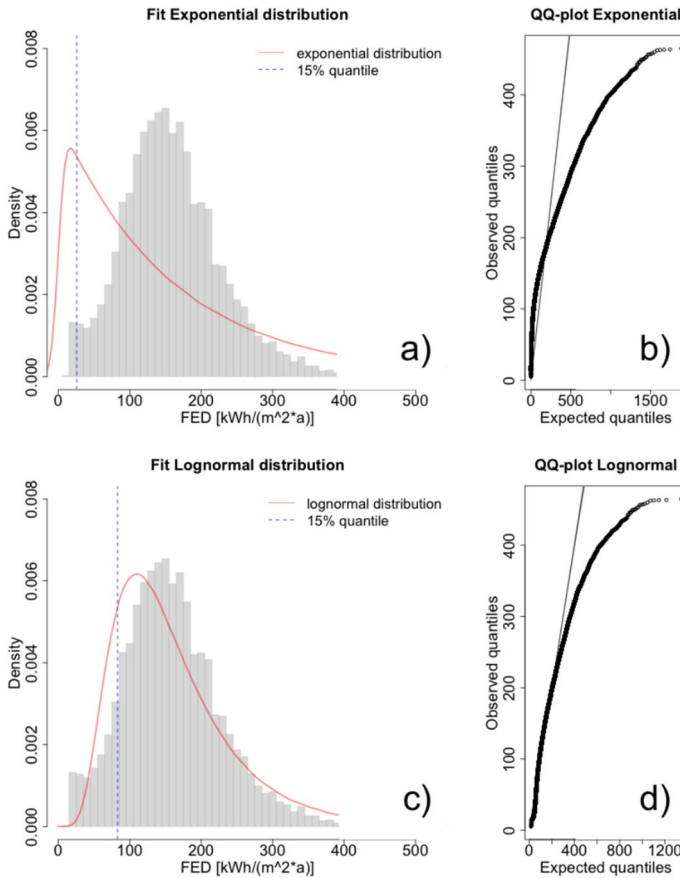 Fit Exponential distribution
0.008
0.006
0.004
0.002
0.000
Density
exponential distribution
15% quantile
a)
0
100
200
300
400
500
FED [kWh/(m^2*a)]
QQ-plot Exponential
400
300
200
100
0
Observed quantiles
b)
0
500
1500
Expected quantiles
Fit Lognormal distribution
0.008
0.006
0.004
0.002
0.000
Density
lognormal distribution
15% quantile
c)
0
100
200
300
400
500
FED [kWh/(m^2*a)]
QQ-plot Lognormal
400
300
200
100
0
Observed quantiles
d)
0
400
800
1200
Expected quantiles